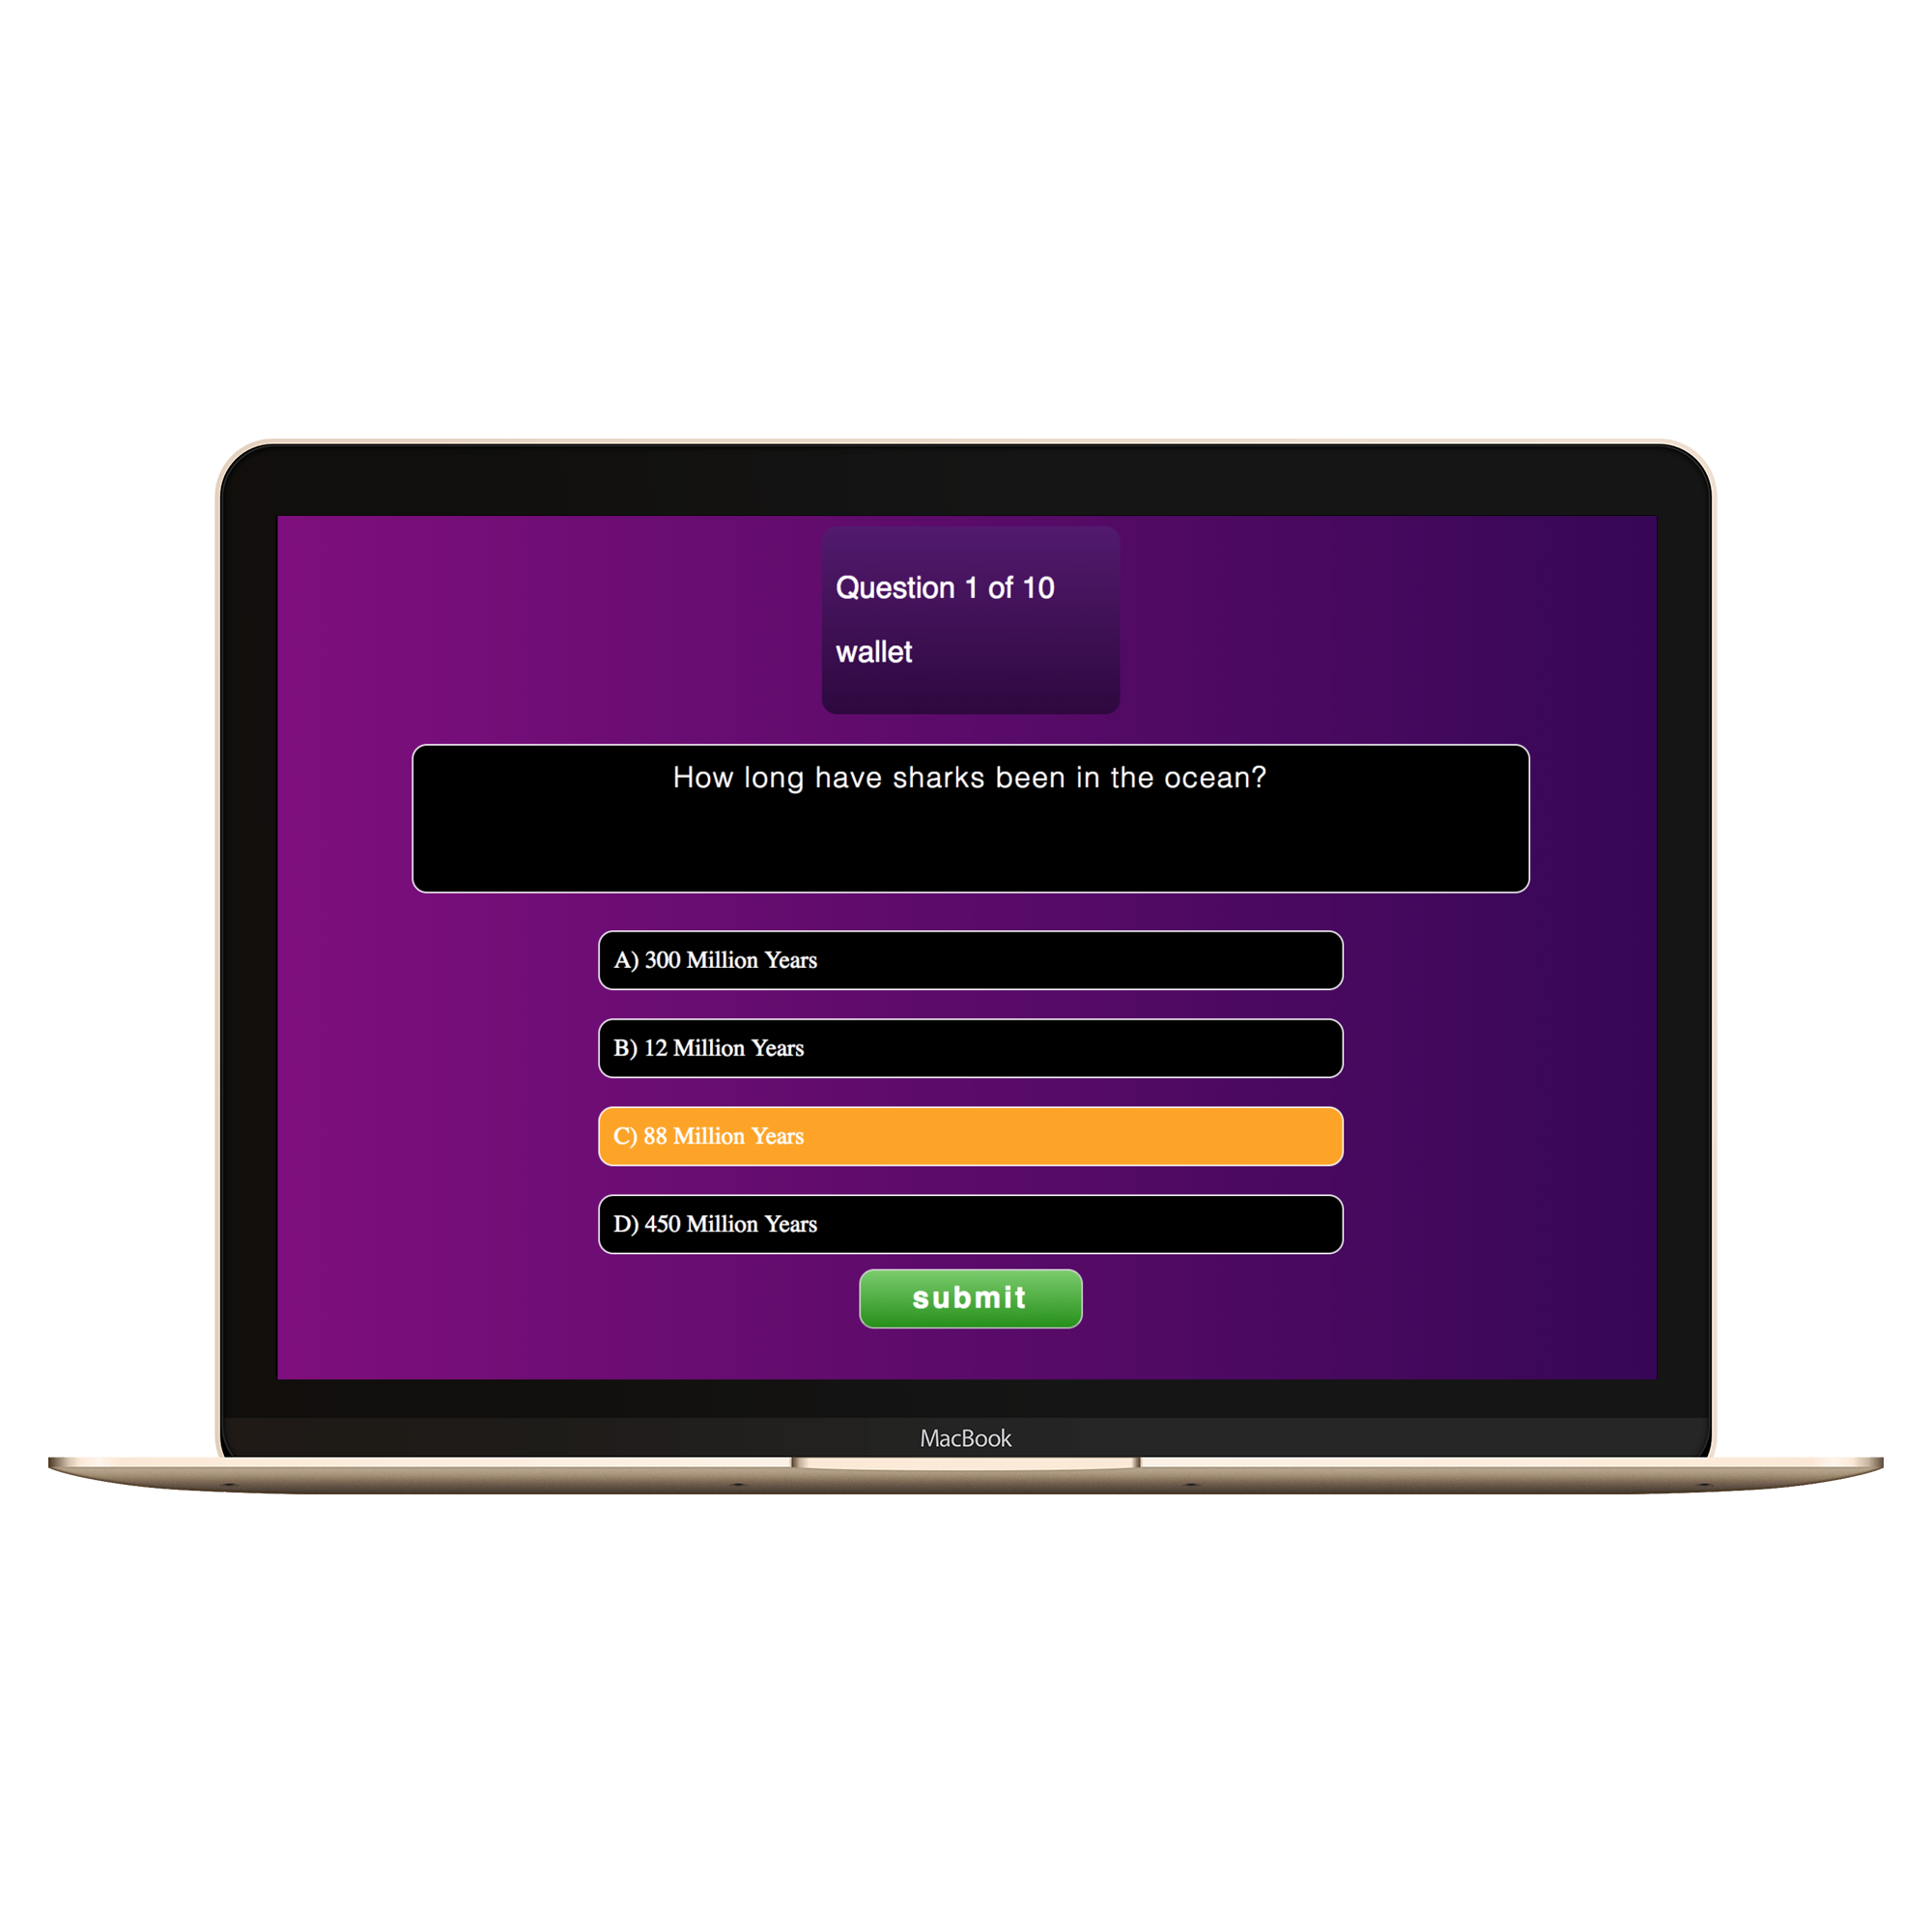 Question 1 of 10
wallet
How long have sharks been in the ocean?
A) 300 Million Years
B) 12 Million Years
C) 88 Million Years
D) 450 Million Years
submit
MacBook